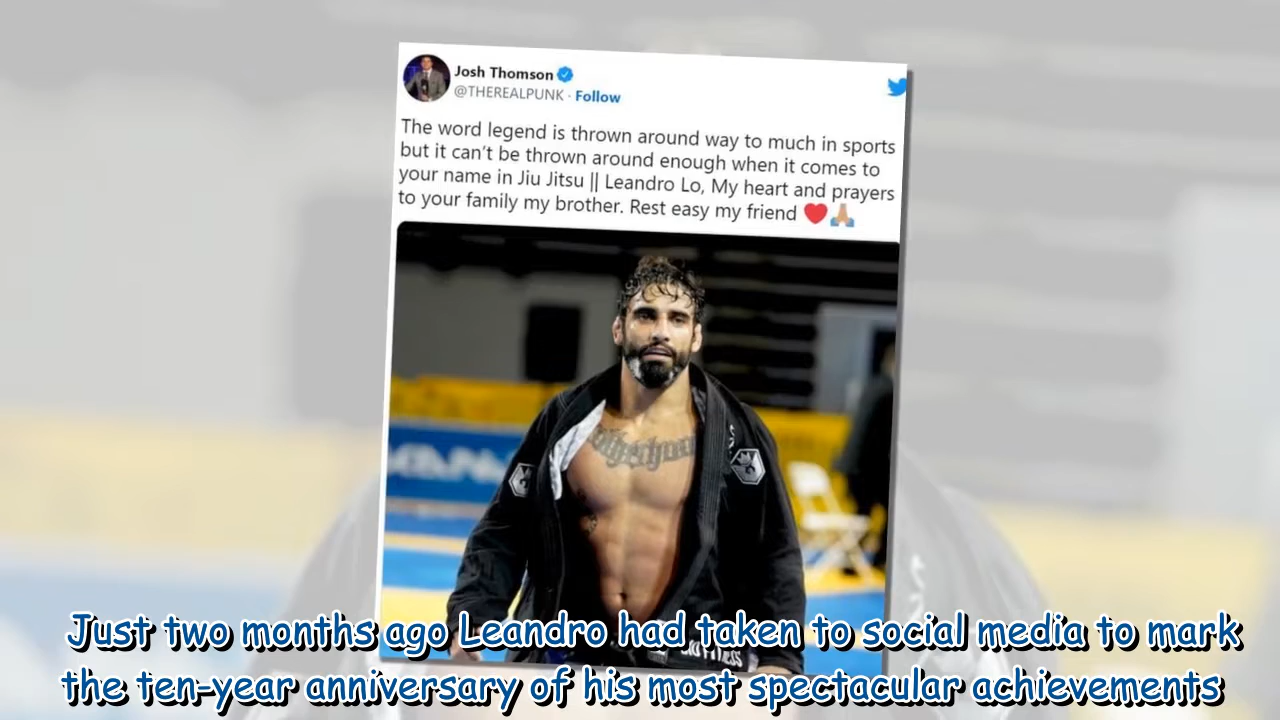 Josh Thomson
@THEREALPUNK · Follow
The word legend is thrown around way to much in sports
but it can't be thrown around enough when it comes to
your name in Jiu Jitsu || Leandro Lo, My heart and prayers
to your family my brother. Rest easy my friend ❤️🙏🏽
Just two months ago Leandro had taken to social media to mark
the ten-year anniversary of his most spectacular achievements